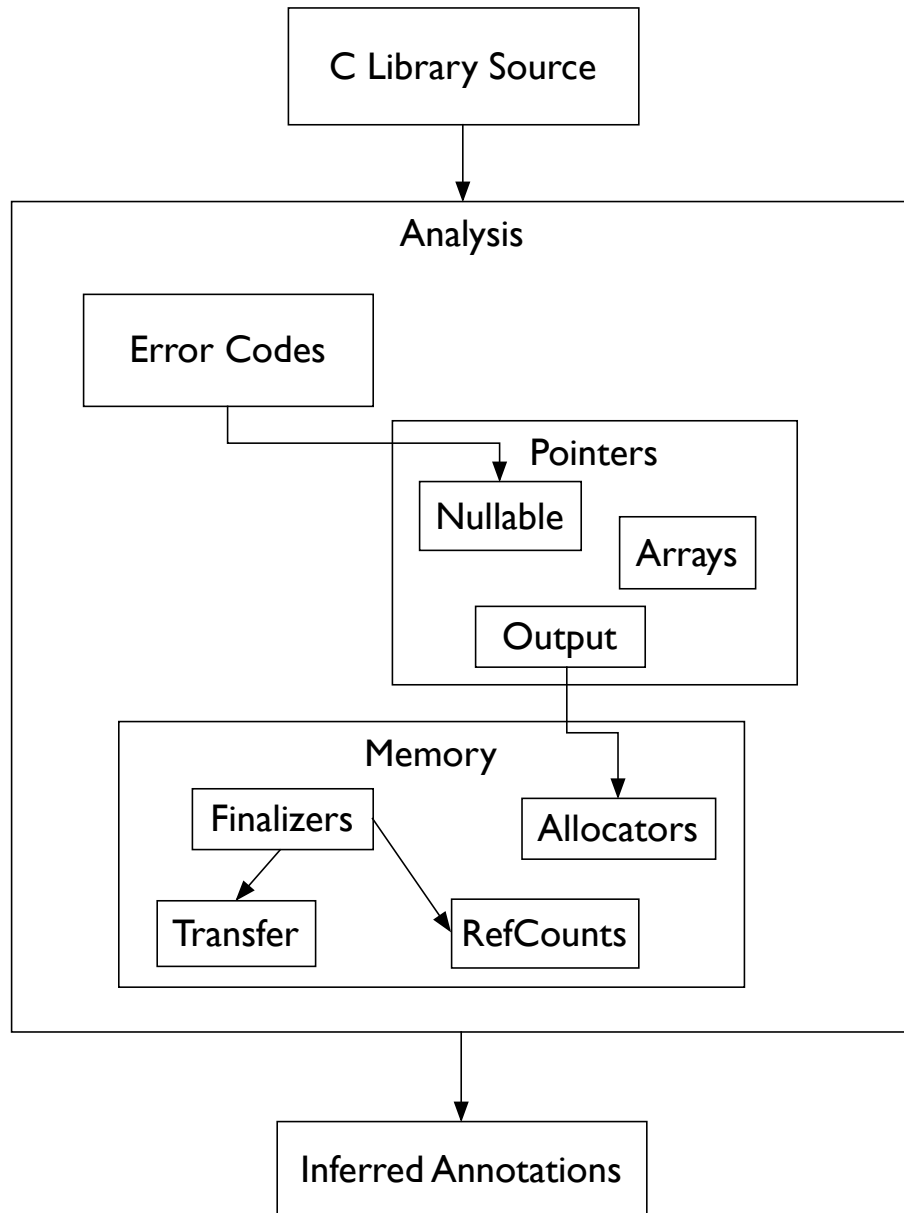 C Library Source
Analysis
Error Codes
Pointers
Nullable
Arrays
Output
Memory
Finalizers
Allocators
Transfer
RefCounts
Inferred Annotations